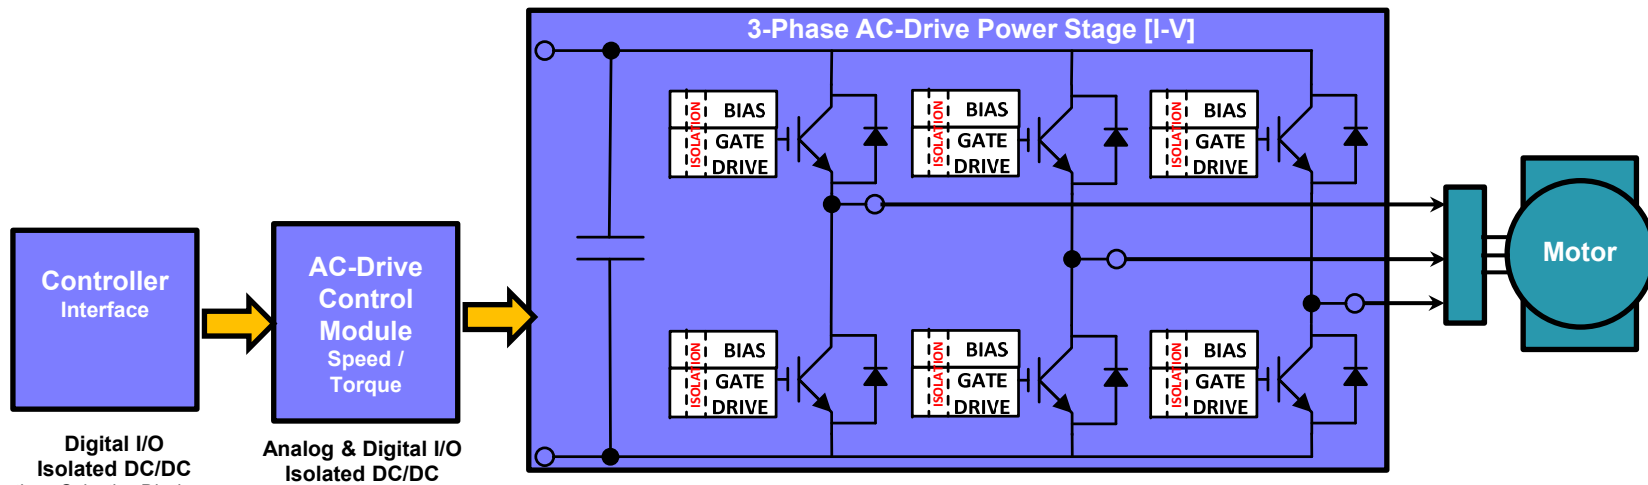 3-Phase AC-Drive Power Stage [I-V]
ISOLATION
BIAS
GATE
DRIVE
ISOLATION
BIAS
GATE
DRIVE
ISOLATION
BIAS
GATE
DRIVE
Controller
Interface
AC-Drive
Control
Module
Speed /
Torque
Motor
ISOLATION
BIAS
GATE
DRIVE
ISOLATION
BIAS
GATE
DRIVE
ISOLATION
BIAS
GATE
DRIVE
Digital I/O
Isolated DC/DC
Analog & Digital I/O
Isolated DC/DC